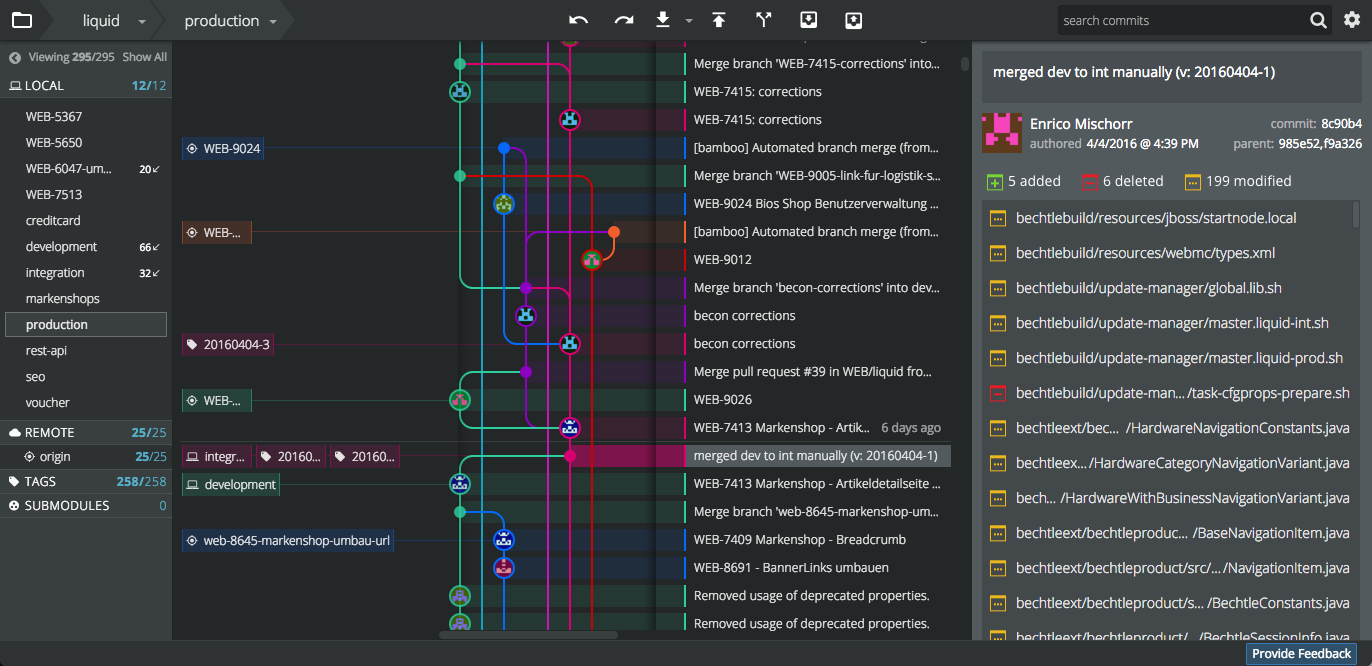 liquid production search commits
Viewing 295/295 Show All
LOCAL 12/12
WEB-5367
WEB-5650
WEB-6047-um... 20
WEB-7513
creditcard
development 66
integration 32
markenshops
production
rest-api
seo
voucher
REMOTE 25/25
origin 25/25
TAGS 258/258
SUBMODULES 0
WEB-9024
WEB-...
20160404-3
WEB-...
integr... 20160... 20160...
development
web-8645-markenshop-umbau-url
Merge branch 'WEB-7415-corrections' into...
WEB-7415: corrections
WEB-7415: corrections
[bamboo] Automated branch merge (from...
Merge branch 'WEB-9005-link-fur-logistik-s...
WEB-9024 Bios Shop Benutzerverwaltung ...
[bamboo] Automated branch merge (from...
WEB-9012
Merge branch 'becon-corrections' into dev...
becon corrections
becon corrections
Merge pull request #39 in WEB/liquid fro...
WEB-9026
WEB-7413 Markenshop - Artik... 6 days ago
merged dev to int manually (v: 20160404-1)
WEB-7413 Markenshop - Artikeldetailseite ...
Merge branch 'web-8645-markenshop-um...
WEB-7409 Markenshop - Breadcrumb
WEB-8691 - BannerLinks umbauen
Removed usage of deprecated properties.
Removed usage of deprecated properties.
merged dev to int manually (v: 20160404-1)
Enrico Mischorr commit: 8c90b4
authored 4/4/2016 @ 4:39 PM parent: 985e52,f9a326
5 added 6 deleted 199 modified
bechtlebuild/resources/jboss/startnode.local
bechtlebuild/resources/webmc/types.xml
bechtlebuild/update-manager/global.lib.sh
bechtlebuild/update-manager/master.liquid-int.sh
bechtlebuild/update-manager/master.liquid-prod.sh
bechtlebuild/update-man... /task-cfgprops-prepare.sh
bechtleext/bec... /HardwareNavigationConstants.java
bechtleex... /HardwareCategoryNavigationVariant.java
bech... /HardwareWithBusinessNavigationVariant.java
bechtleext/bechtleproduc... /BaseNavigationItem.java
bechtleext/bechtleproduct/src/... /NavigationItem.java
bechtleext/bechtleproduct/s... /BechtleConstants.java
bechtleext/bechtleproduct/... /BechtleSessionInfo.java
Provide Feedback